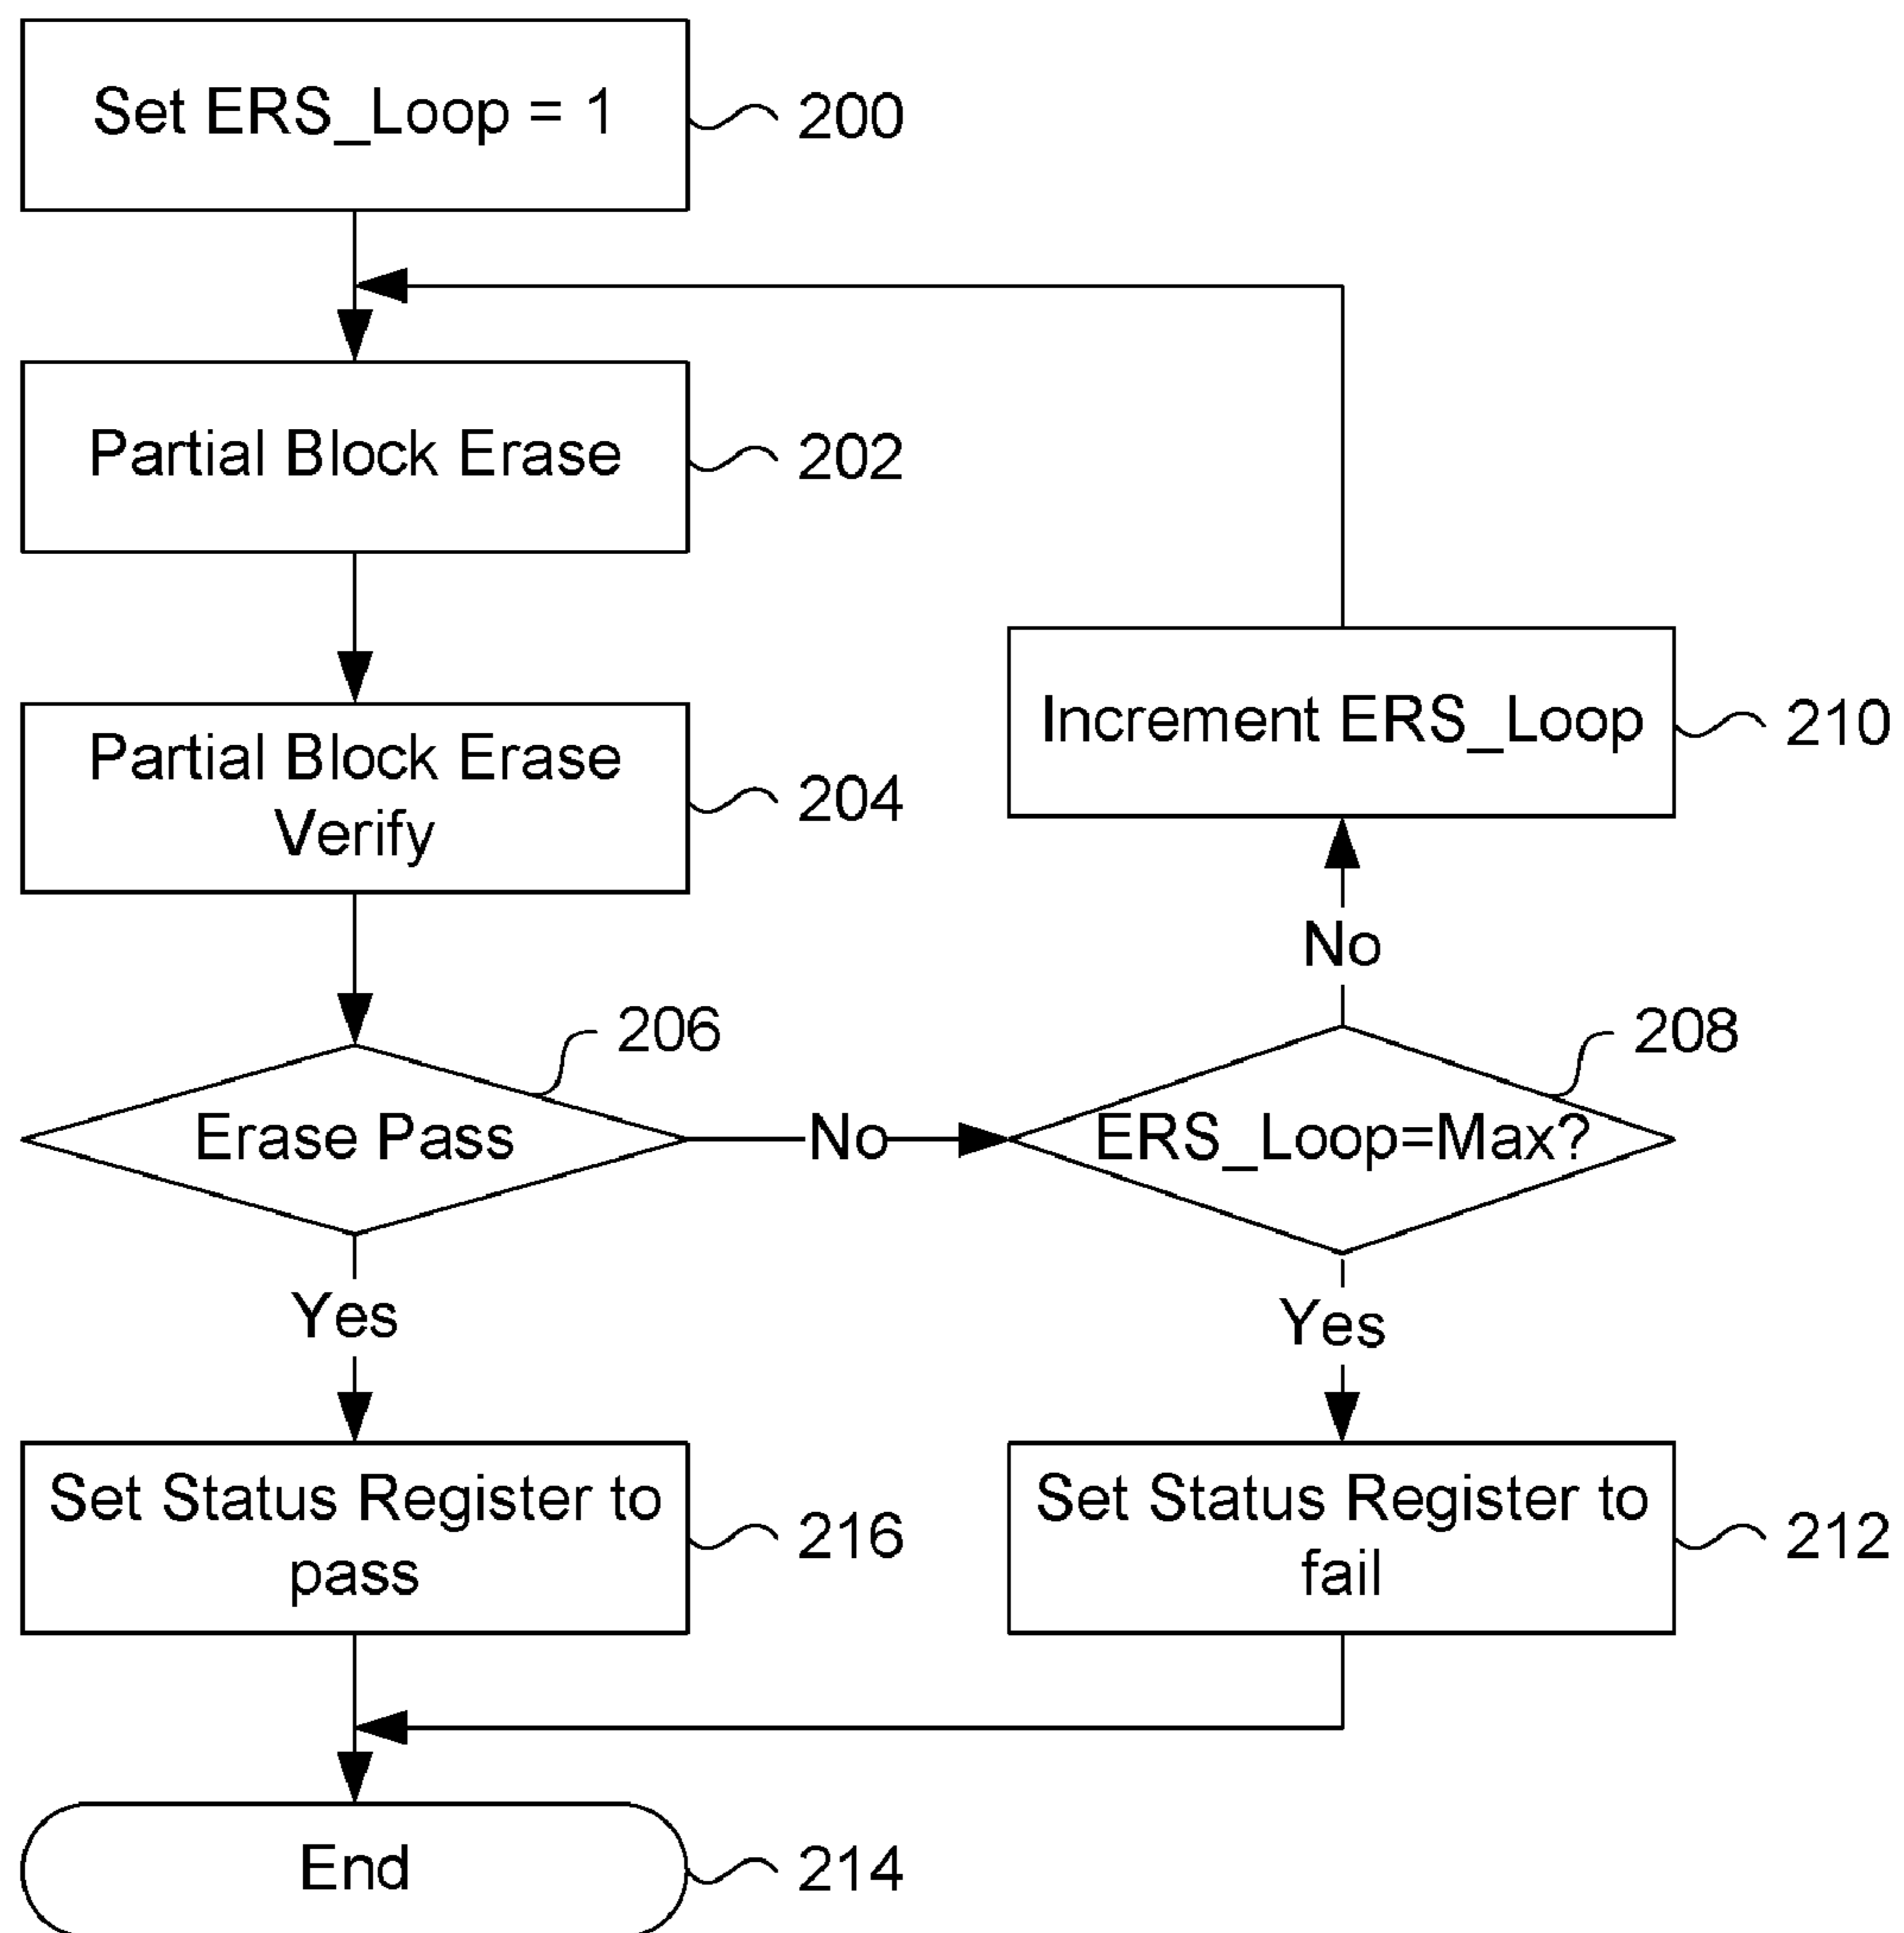 Set ERS_Loop = 1
200
Partial Block Erase
202
Partial Block Erase
Verify
204
Increment ERS_Loop
210
No
206
208
Erase Pass
No
ERS_Loop=Max?
Yes
Yes
Set Status Register to
pass
216
Set Status Register to
fail
212
End
214